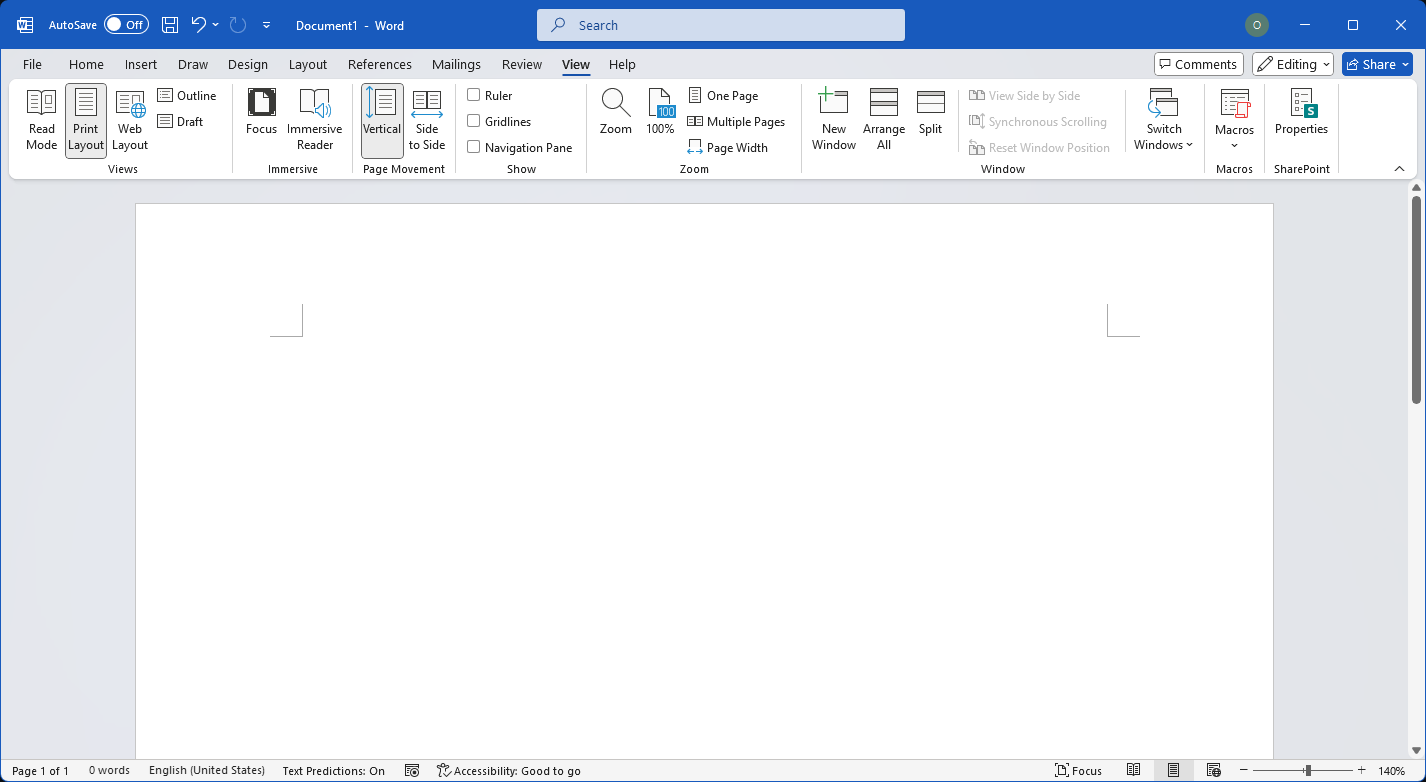 AutoSave Off Document1 - Word Search O
File Home Insert Draw Design Layout References Mailings Review View Help Comments Editing Share
Read Mode
Print Layout
Web Layout
Outline
Draft
Views
Focus
Immersive Reader
Immersive
Vertical
Side to Side
Page Movement
Ruler
Gridlines
Navigation Pane
Show
Zoom
100
100%
One Page
Multiple Pages
Page Width
Zoom
New Window
Arrange All
Split
View Side by Side
Synchronous Scrolling
Reset Window Position
Switch Windows
Window
Macros
Macros
S
Properties
SharePoint
Page 1 of 1 0 words English (United States) Text Predictions: On Accessibility: Good to go Focus 140%